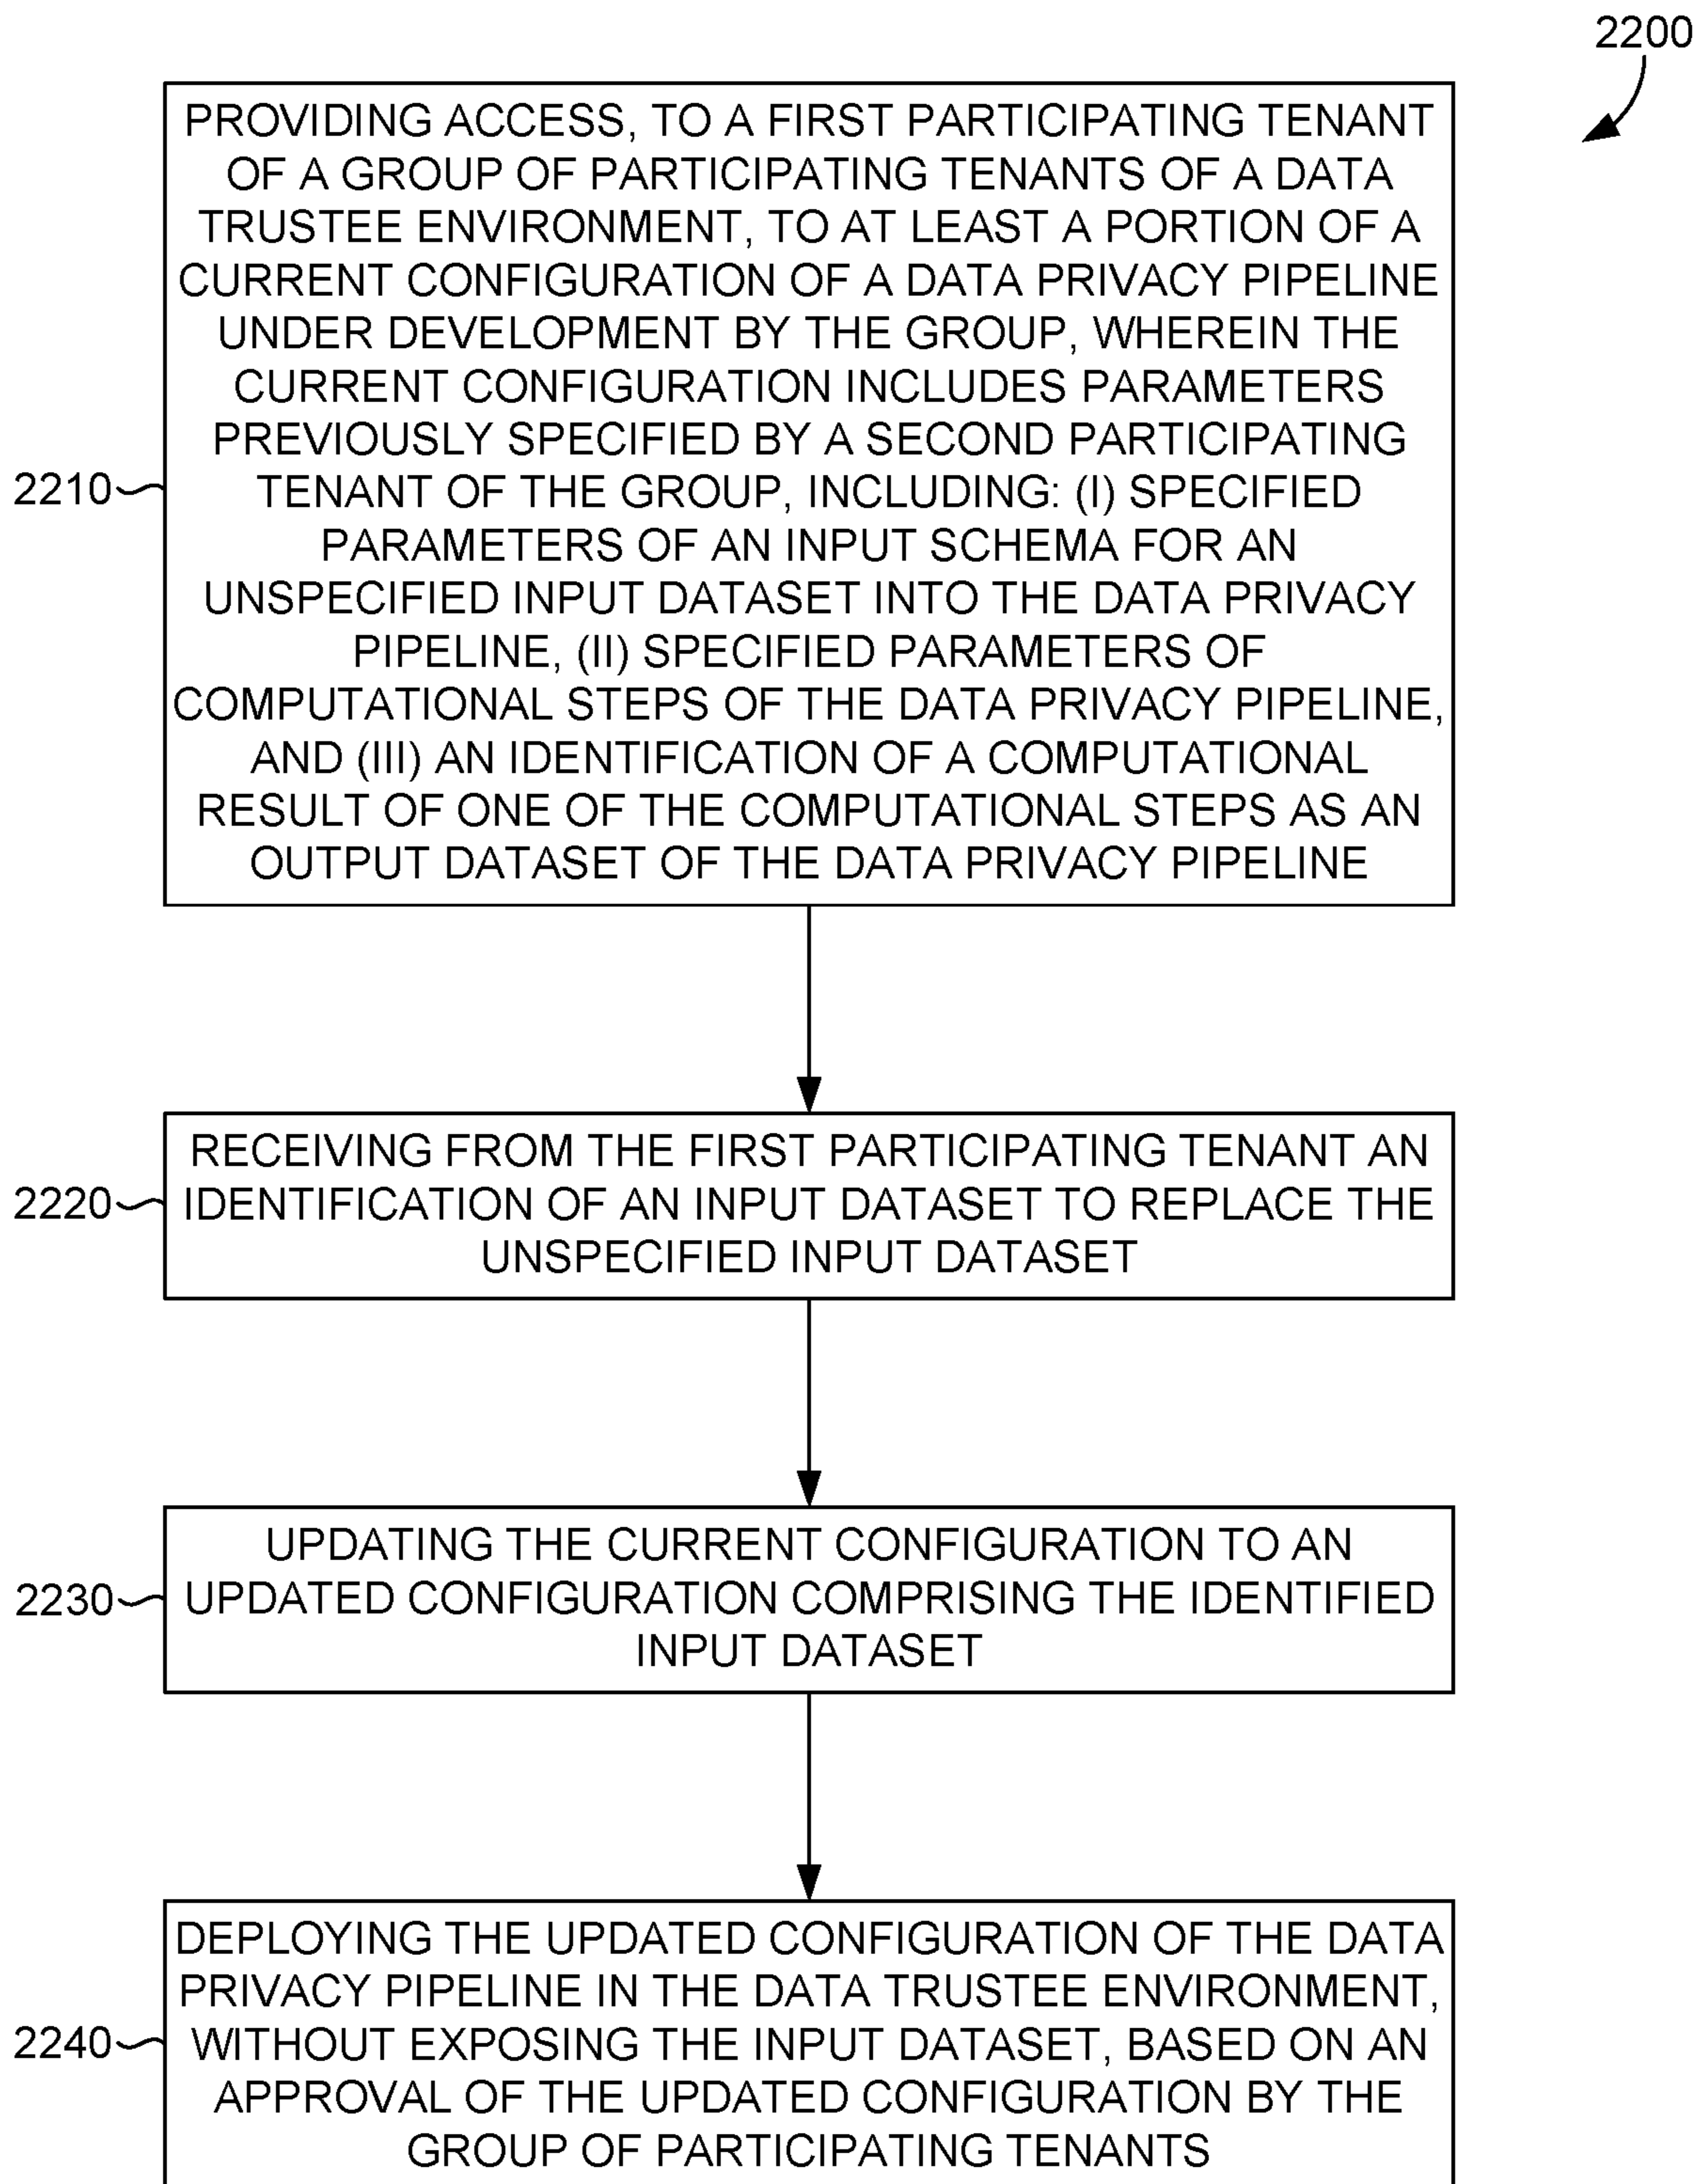 2200
PROVIDING ACCESS, TO A FIRST PARTICIPATING TENANT
OF A GROUP OF PARTICIPATING TENANTS OF A DATA
TRUSTEE ENVIRONMENT, TO AT LEAST A PORTION OF A
CURRENT CONFIGURATION OF A DATA PRIVACY PIPELINE
UNDER DEVELOPMENT BY THE GROUP, WHEREIN THE
CURRENT CONFIGURATION INCLUDES PARAMETERS
PREVIOUSLY SPECIFIED BY A SECOND PARTICIPATING
2210
TENANT OF THE GROUP, INCLUDING: (I) SPECIFIED
PARAMETERS OF AN INPUT SCHEMA FOR AN
UNSPECIFIED INPUT DATASET INTO THE DATA PRIVACY
PIPELINE, (II) SPECIFIED PARAMETERS OF
COMPUTATIONAL STEPS OF THE DATA PRIVACY PIPELINE,
AND (III) AN IDENTIFICATION OF A COMPUTATIONAL
RESULT OF ONE OF THE COMPUTATIONAL STEPS AS AN
OUTPUT DATASET OF THE DATA PRIVACY PIPELINE
RECEIVING FROM THE FIRST PARTICIPATING TENANT AN
2220
IDENTIFICATION OF AN INPUT DATASET TO REPLACE THE
UNSPECIFIED INPUT DATASET
UPDATING THE CURRENT CONFIGURATION TO AN
2230
UPDATED CONFIGURATION COMPRISING THE IDENTIFIED
INPUT DATASET
DEPLOYING THE UPDATED CONFIGURATION OF THE DATA
PRIVACY PIPELINE IN THE DATA TRUSTEE ENVIRONMENT,
2240
WITHOUT EXPOSING THE INPUT DATASET, BASED ON AN
APPROVAL OF THE UPDATED CONFIGURATION BY THE
GROUP OF PARTICIPATING TENANTS